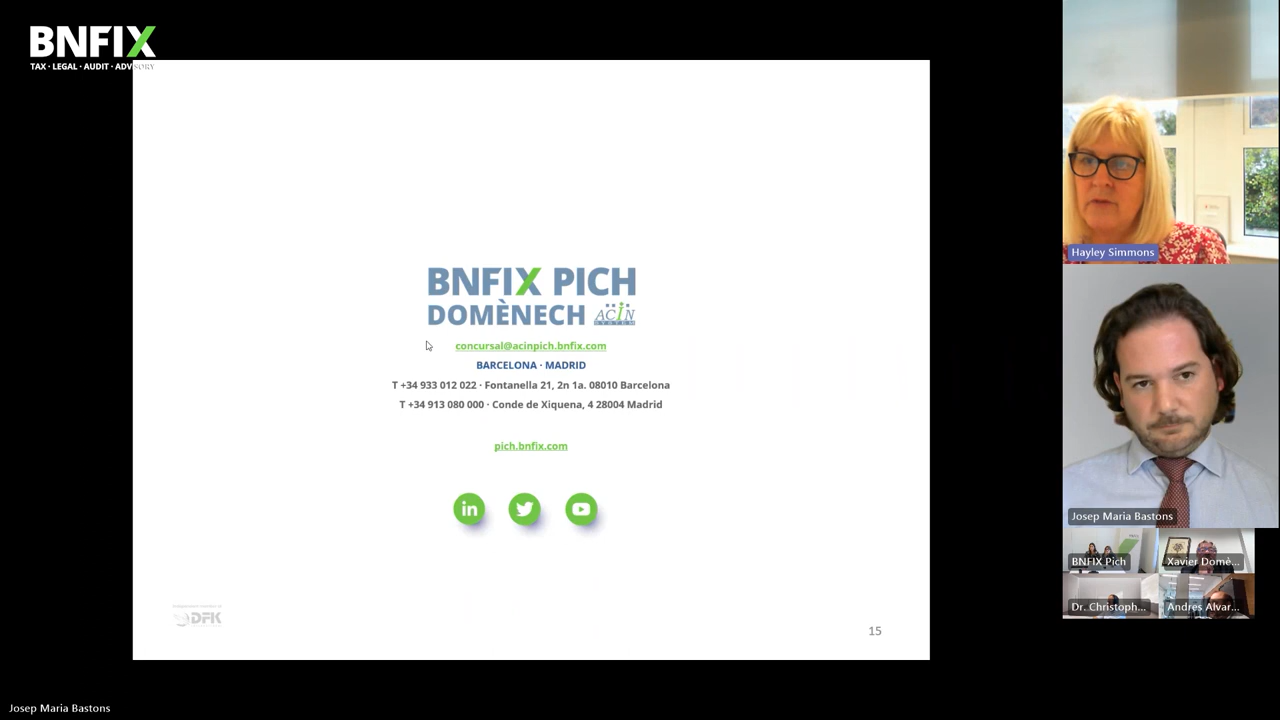 BNFIX
TAX · LEGAL · AUDIT · ADVISORY
BNFIX PICH
DOMÈNECH ACiN
concursal@acinpich.bnfix.com
BARCELONA · MADRID
T +34 933 012 022 · Fontanella 21, 2n 1a. 08010 Barcelona
T +34 913 080 000 · Conde de Xiquena, 4 28004 Madrid
pich.bnfix.com
in
DFK
15
Hayley Simmons
Josep Maria Bastons
BNFIX Pich
Xavier Domè...
Dr. Christoph...
Andres Alvar...
Josep Maria Bastons